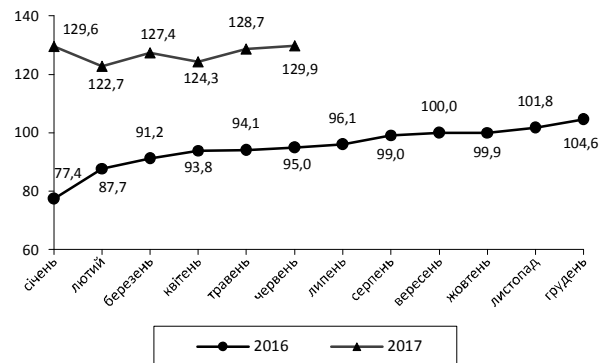 140
129,6
127,4
128,7
120
122,7
124,3
129,9
100
91,2
94,1
96,1
100,0
101,8
77,4
87,7
93,8
95,0
99,0
99,9
104,6
80
60
січень
лютий
березень
квітень
травень
червень
липень
серпень
вересень
жовтень
листопад
грудень
2016
2017